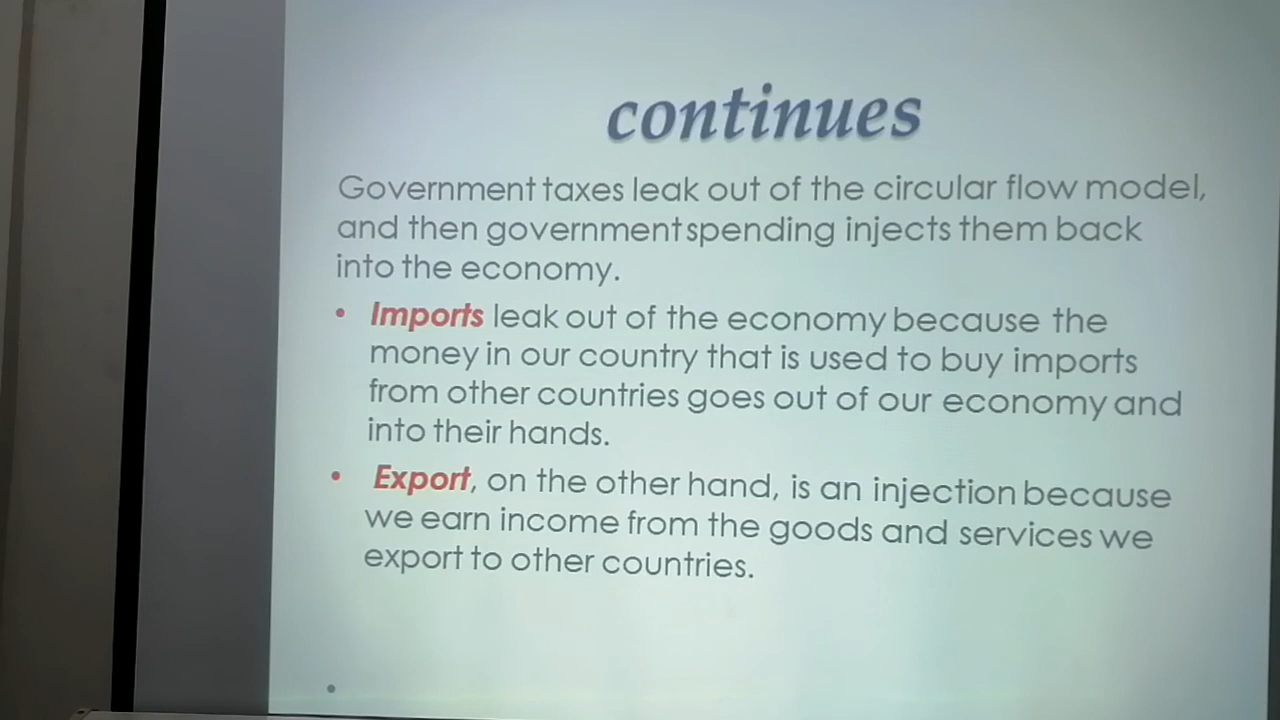 continues
Government taxes leak out of the circular flow model,
and then government spending injects them back
into the economy.
• Imports leak out of the economy because the
money in our country that is used to buy imports
from other countries goes out of our economy and
into their hands.
• Export, on the other hand, is an injection because
we earn income from the goods and services we
export to other countries.
•